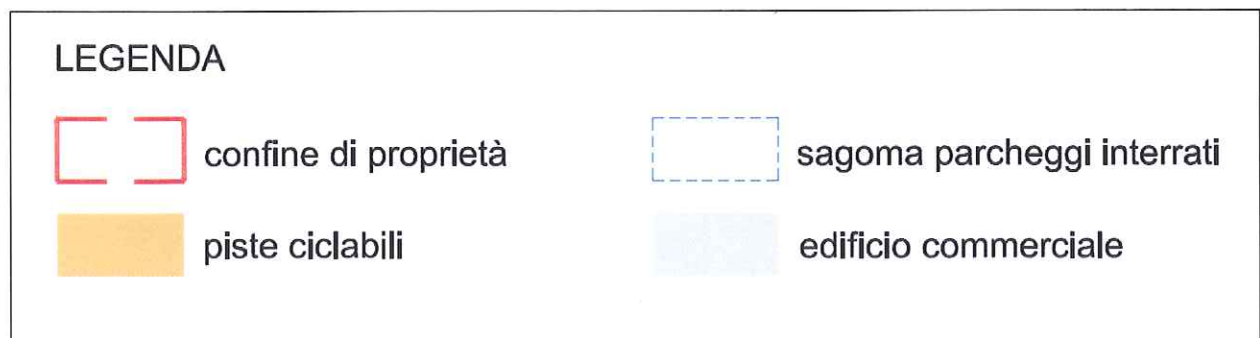 LEGENDA
confine di proprietà
sagoma parcheggi interrati
piste ciclabili
edificio commerciale